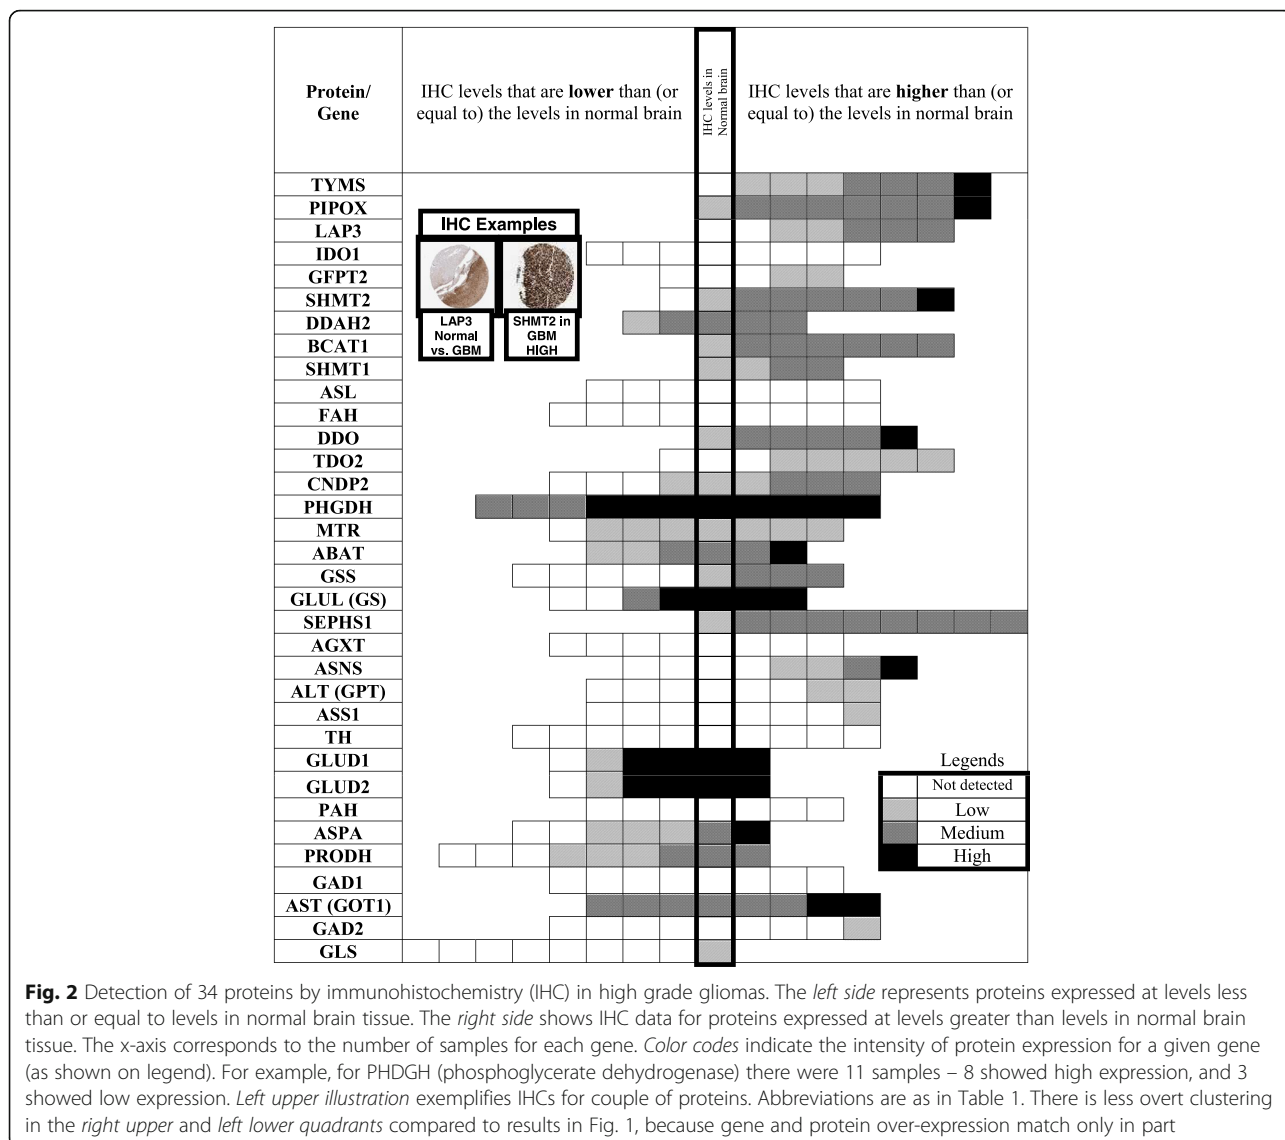 Protein/
Gene
IHC levels that are lower than (or
equal to) the levels in normal brain
IHC levels in
Normal brain
IHC levels that are higher than (or
equal to) the levels in normal brain
TYMS
PIPOX
LAP3
IDO1
GFPT2
SHMT2
DDAH2
BCAT1
SHMT1
ASL
FAH
DDO
TDO2
CNDP2
PHGDH
MTR
ABAT
GSS
GLUL (GS)
SEPHS1
AGXT
ASNS
ALT (GPT)
ASS1
TH
GLUD1
GLUD2
PAH
ASPA
PRODH
GAD1
AST (GOT1)
GAD2
GLS
IHC Examples
LAP3
Normal
vs. GBM
SHMT2 in
GBM
HIGH
Legends
Not detected
Low
Medium
High
Fig. 2 Detection of 34 proteins by immunohistochemistry (IHC) in high grade gliomas. The left side represents proteins expressed at levels less
than or equal to levels in normal brain tissue. The right side shows IHC data for proteins expressed at levels greater than levels in normal brain
tissue. The x-axis corresponds to the number of samples for each gene. Color codes indicate the intensity of protein expression for a given gene
(as shown on legend). For example, for PHDGH (phosphoglycerate dehydrogenase) there were 11 samples – 8 showed high expression, and 3
showed low expression. Left upper illustration exemplifies IHCs for couple of proteins. Abbreviations are as in Table 1. There is less overt clustering
in the right upper and left lower quadrants compared to results in Fig. 1, because gene and protein over-expression match only in part